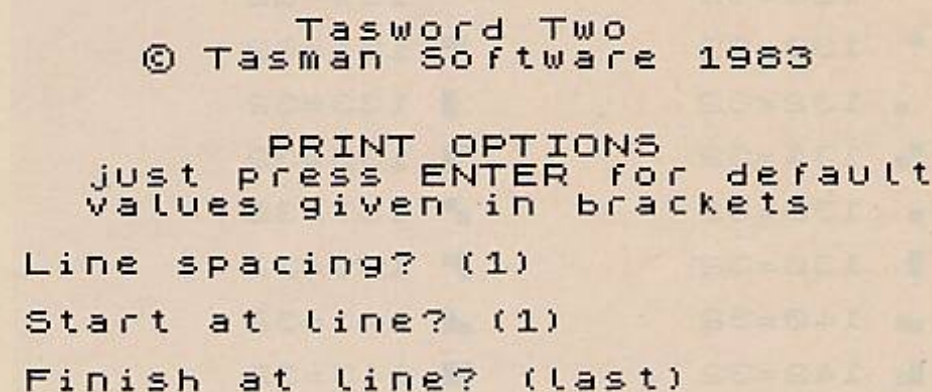 Tasword Two
© Tasman Software 1983
PRINT OPTIONS
just press ENTER for default
values given in brackets
Line spacing? (1)
Start at line? (1)
Finish at line? (last)